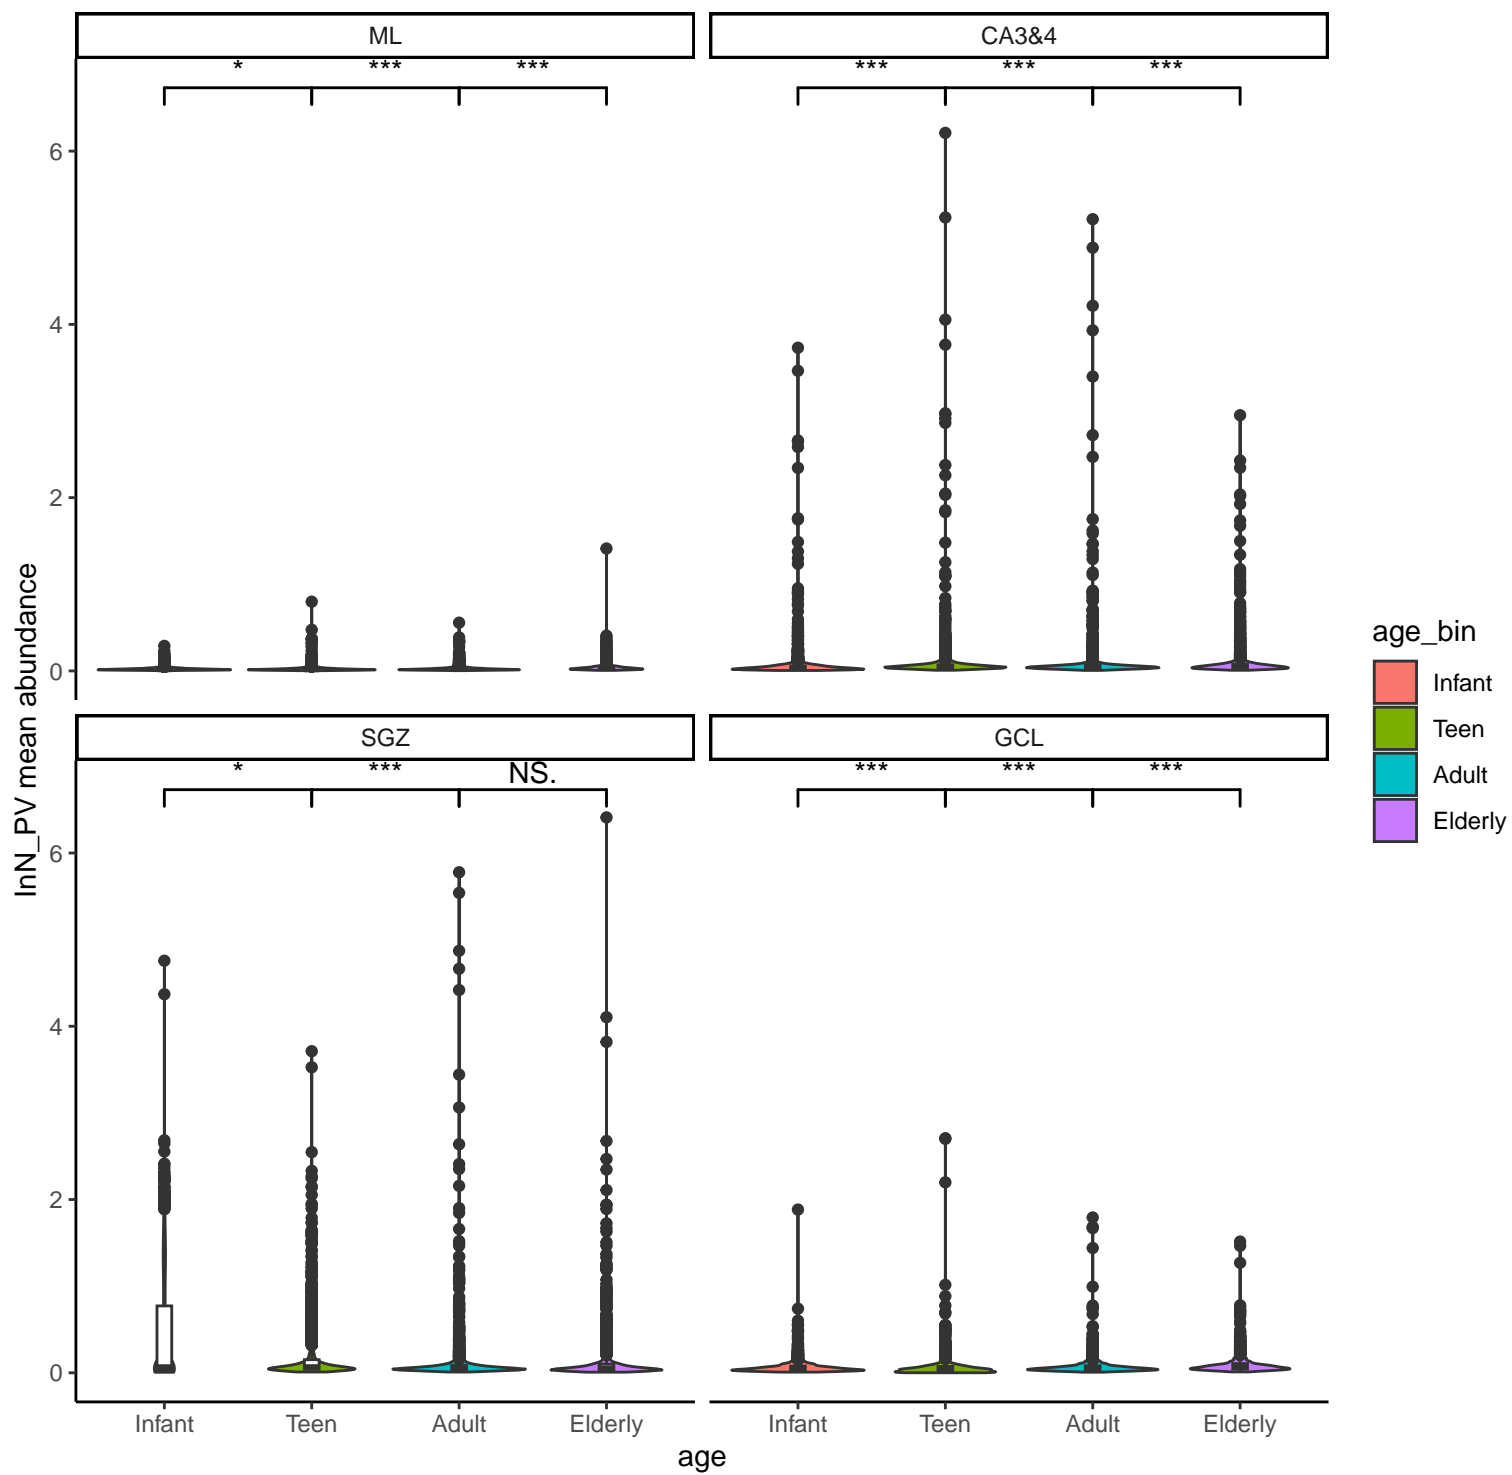 ML
CA3&4
* *** ***
*** *** ***
6
4
2
0
SGZ
GCL
* *** NS.
*** *** ***
6
4
2
0
InN_PV mean abundance
Infant Teen Adult Elderly
Infant Teen Adult Elderly
age
age_bin
Infant
Teen
Adult
Elderly